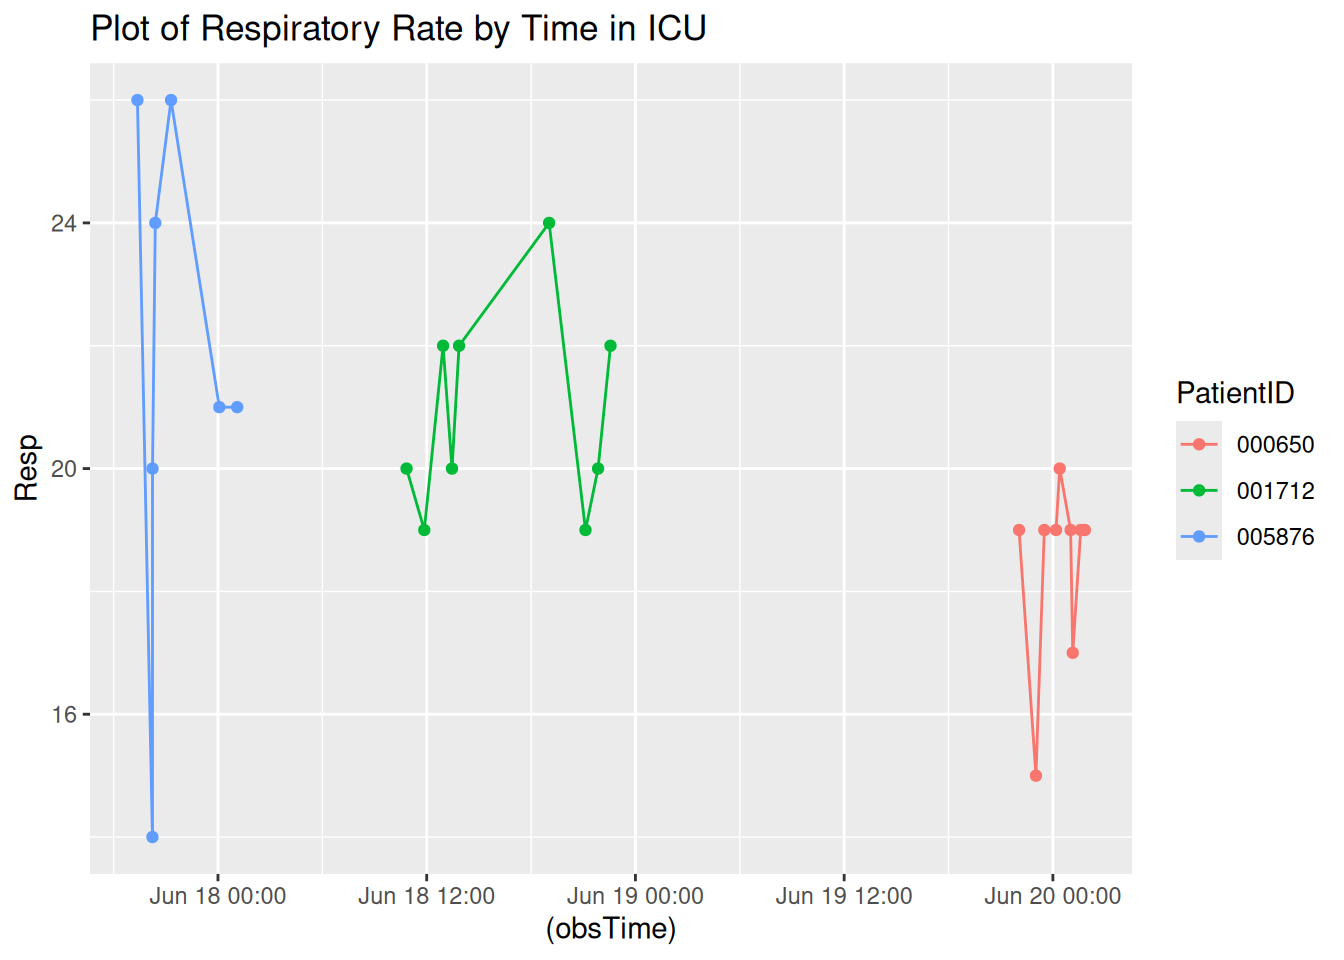 Plot of Respiratory Rate by Time in ICU
Resp
24
20
16
Jun 18 00:00 Jun 18 12:00 Jun 19 00:00 Jun 19 12:00 Jun 20 00:00
(obsTime)
PatientID
000650
001712
005876